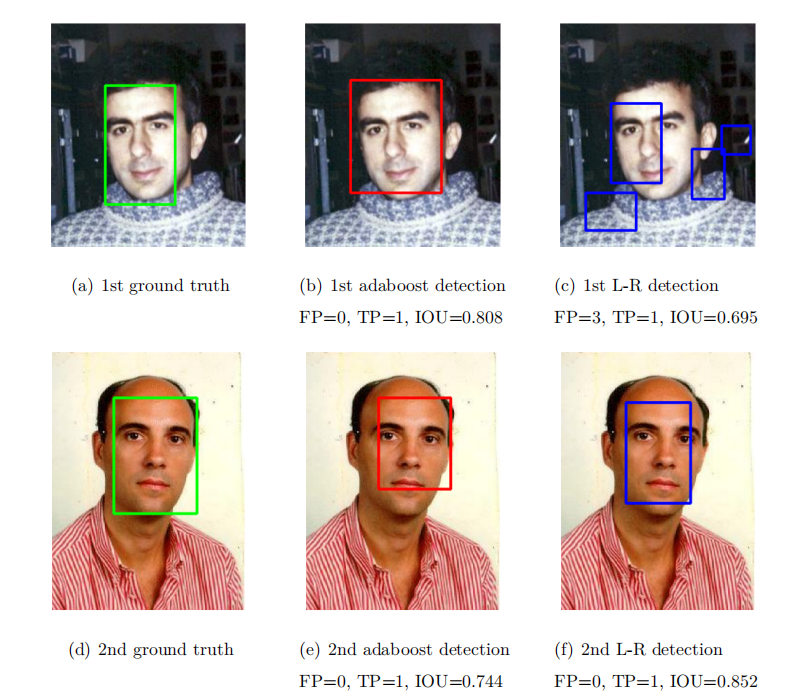 (a) 1st ground truth
(b) 1st adaboost detection
FP=0, TP=1, IOU=0.808
(c) 1st L-R detection
FP=3, TP=1, IOU=0.695
(d) 2nd ground truth
(e) 2nd adaboost detection
FP=0, TP=1, IOU=0.744
(f) 2nd L-R detection
FP=0, TP=1, IOU=0.852